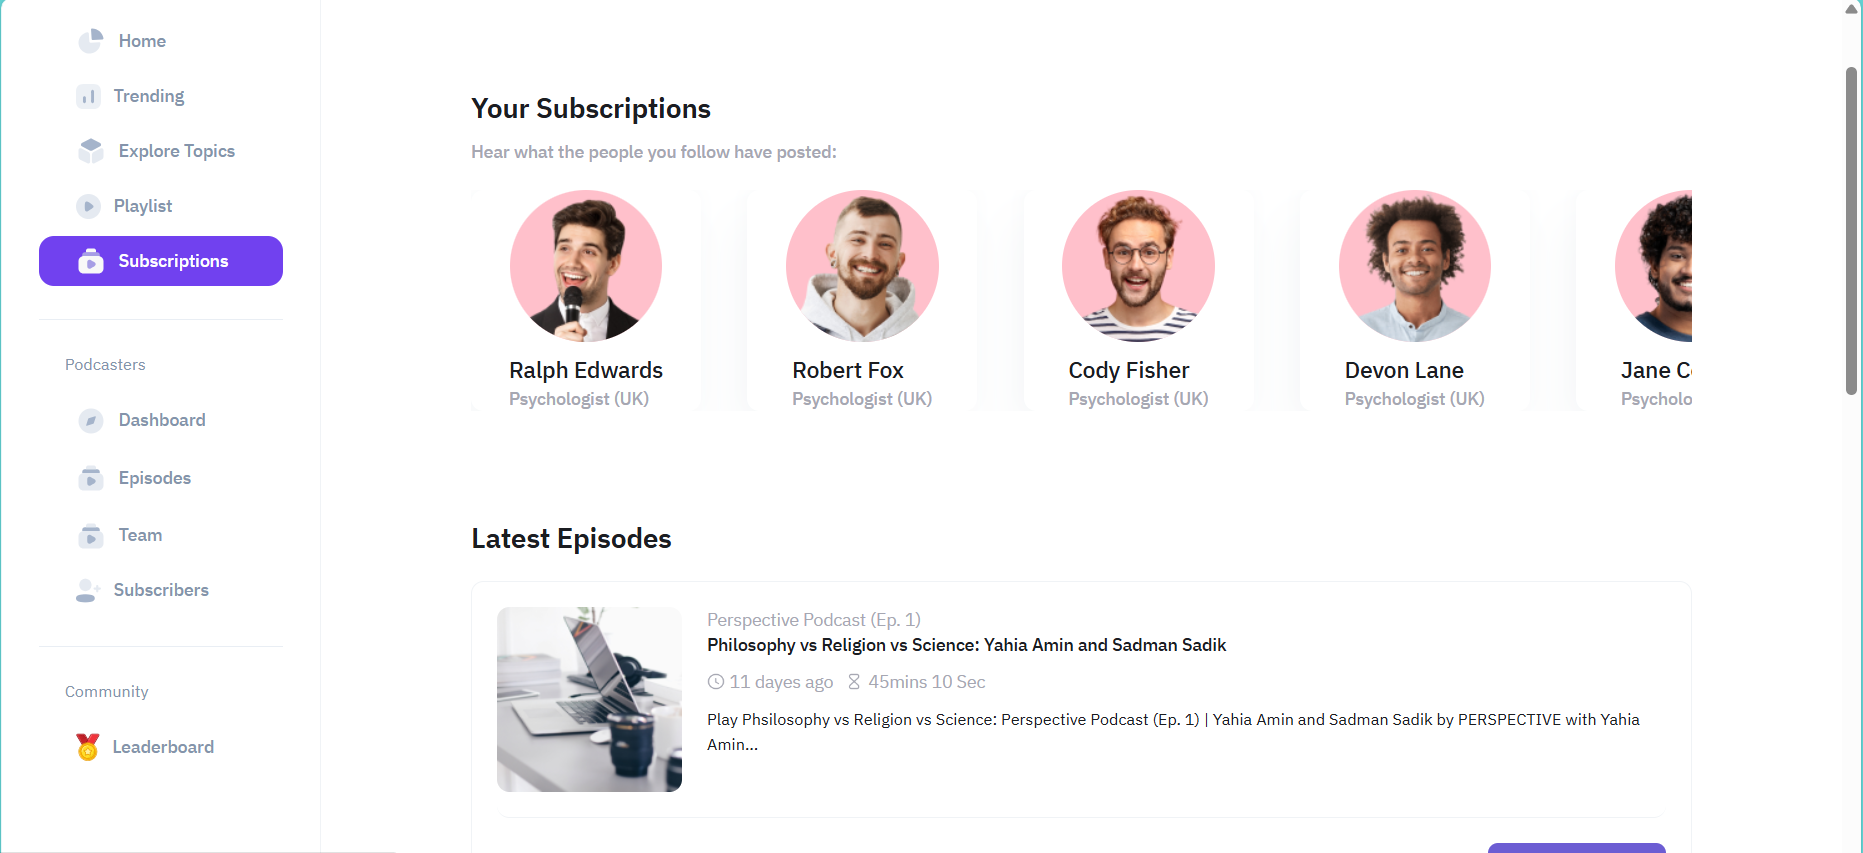 Home
Trending
Explore Topics
Playlist
Subscriptions
Podcasters
Dashboard
Episodes
Team
Subscribers
Community
Leaderboard
Your Subscriptions
Hear what the people you follow have posted:
Ralph Edwards
Psychologist (UK)
Robert Fox
Psychologist (UK)
Cody Fisher
Psychologist (UK)
Devon Lane
Psychologist (UK)
Jane
Latest Episodes
Perspective Podcast (Ep. 1)
Philosophy vs Religion vs Science: Yahia Amin and Sadman Sadik
11 dayes ago 45mins 10 Sec
Play Phsilosophy vs Religion vs Science: Perspective Podcast (Ep. 1) | Yahia Amin and Sadman Sadik by PERSPECTIVE with Yahia
Amin...